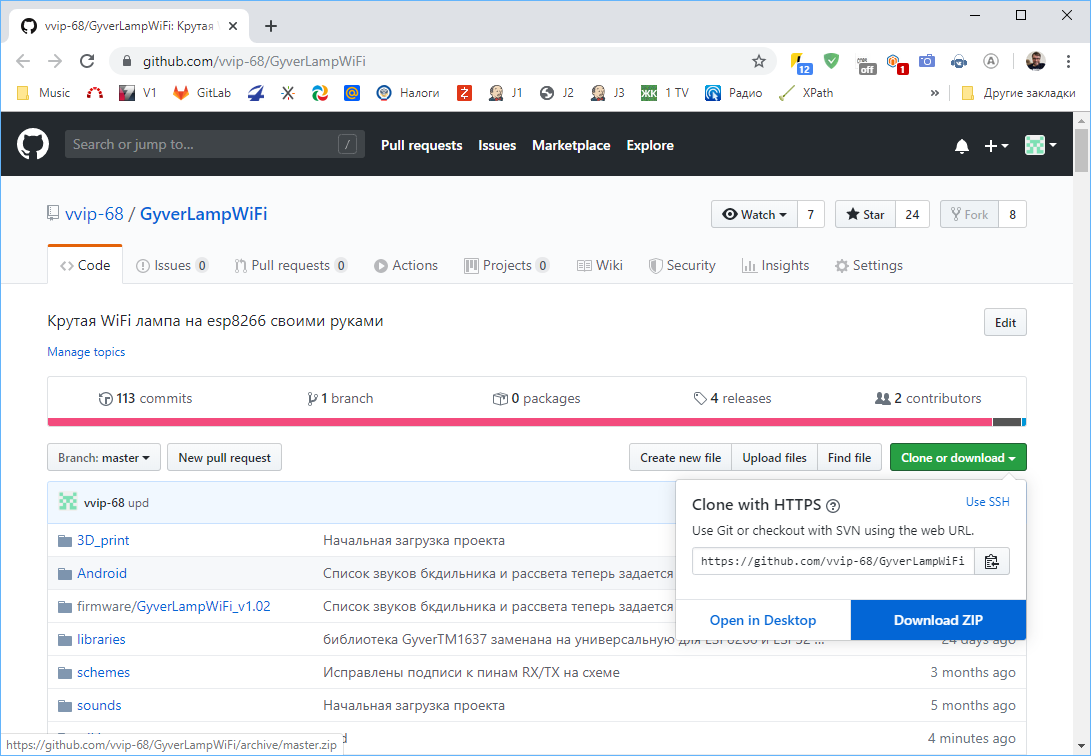 vvip-68/GyverLampWiFi: Крутая W
github.com/vvip-68/GyverLampWiFi
12
off
1
A
Music
V1
GitLab
@
Налоги
Ż
J1
J2
J3
ЖК 1 TV
Радио
XPath
»
Другие закладки
Search or jump to... /
Pull requests Issues Marketplace Explore
vvip-68 / GyverLampWiFi
Watch 7
Star 24
Fork 8
Code
Issues 0
Pull requests 0
Actions
Projects 0
Wiki
Security
Insights
Settings
Крутая WiFi лампа на esp8266 своими руками
Edit
Manage topics
113 commits
1 branch
0 packages
4 releases
2 contributors
Branch: master
New pull request
Create new file
Upload files
Find file
Clone or download
vvip-68 upd
Clone with HTTPS
Use SSH
Use Git or checkout with SVN using the web URL.
https://github.com/vvip-68/GyverLampWiFi
Open in Desktop
Download ZIP
3D_print Начальная загрузка проекта
Android Список звуков бкдильника и рассвета теперь задается
firmware/GyverLampWiFi_v1.02 Список звуков бкдильника и рассвета теперь задается
libraries библиотека GyverTM1637 заменана на универсальную для ESP8266 и ESP32 ... 24 days ago
schemes Исправлены подписи к пинам RX/TX на схеме 3 months ago
sounds Начальная загрузка проекта 5 months ago
4 minutes ago
https://github.com/vvip-68/GyverLampWiFi/archive/master.zip